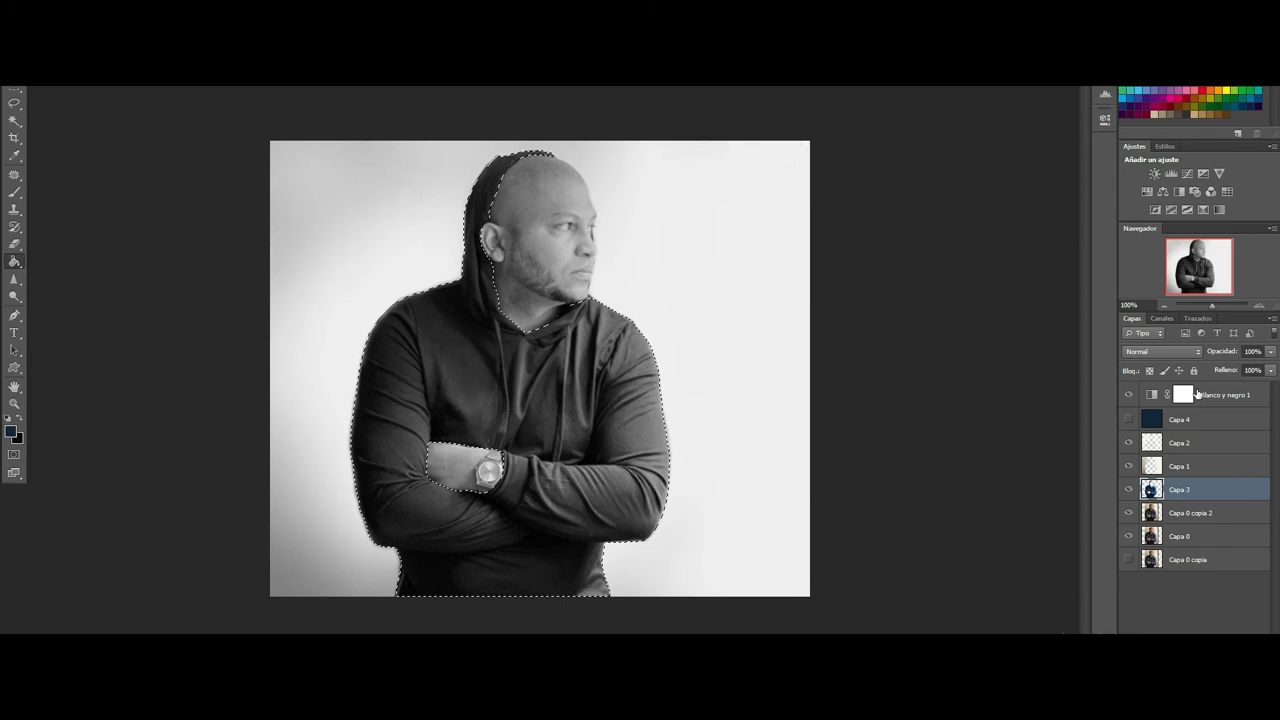 Ajustes Estilos
Añadir un ajuste
Navegador
100%
Capas Canales Trazados
Tipo
Normal Opacidad: 100%
Bloq.: Relleno: 100%
Blanco y negro 1
Capa 4
Capa 2
Capa 1
Capa 3
Capa 0 copia 2
Capa 0
Capa 0 copia